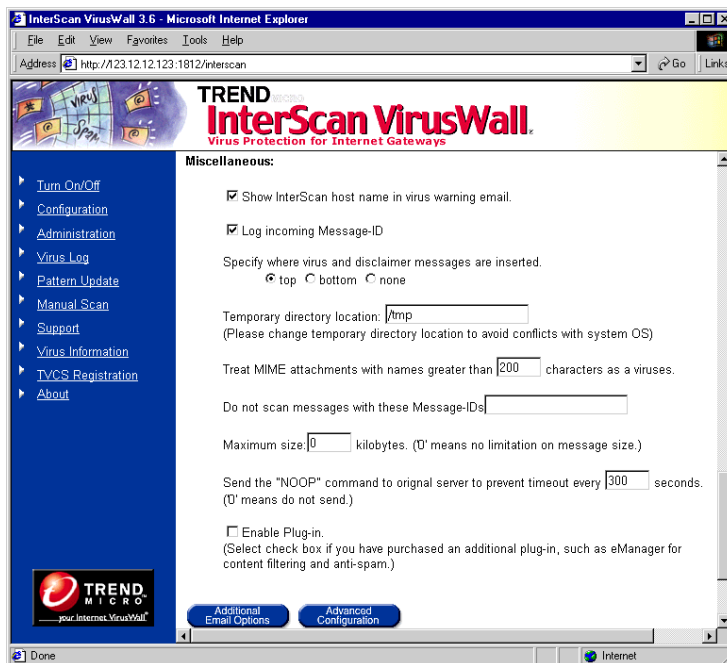 InterScan VirusWall 3.6 - Microsoft Internet Explorer
File Edit View Favorites Tools Help
Address http://123.12.12.123:1812/interscan Go Links
VIRUS
Spam
TREND MICRO
InterScan VirusWall.
Virus Protection for Internet Gateways
Turn On/Off
Configuration
Administration
Virus Log
Pattern Update
Manual Scan
Support
Virus Information
TVCS Registration
About
TREND
MICRO
your Internet VirusWall
Miscellaneous:
Show InterScan host name in virus warning email.
Log incoming Message-ID
Specify where virus and disclaimer messages are inserted.
top bottom none
Temporary directory location: /tmp
(Please change temporary directory location to avoid conflicts with system OS)
Treat MIME attachments with names greater than 200 characters as a viruses.
Do not scan messages with these Message-IDs
Maximum size: 0 kilobytes. ('0' means no limitation on message size.)
Send the "NOOP" command to orignal server to prevent timeout every 300 seconds.
('0' means do not send.)
Enable Plug-in.
(Select check box if you have purchased an additional plug-in, such as eManager for
content filtering and anti-spam.)
Additional
Email Options
Advanced
Configuration
Done
Internet